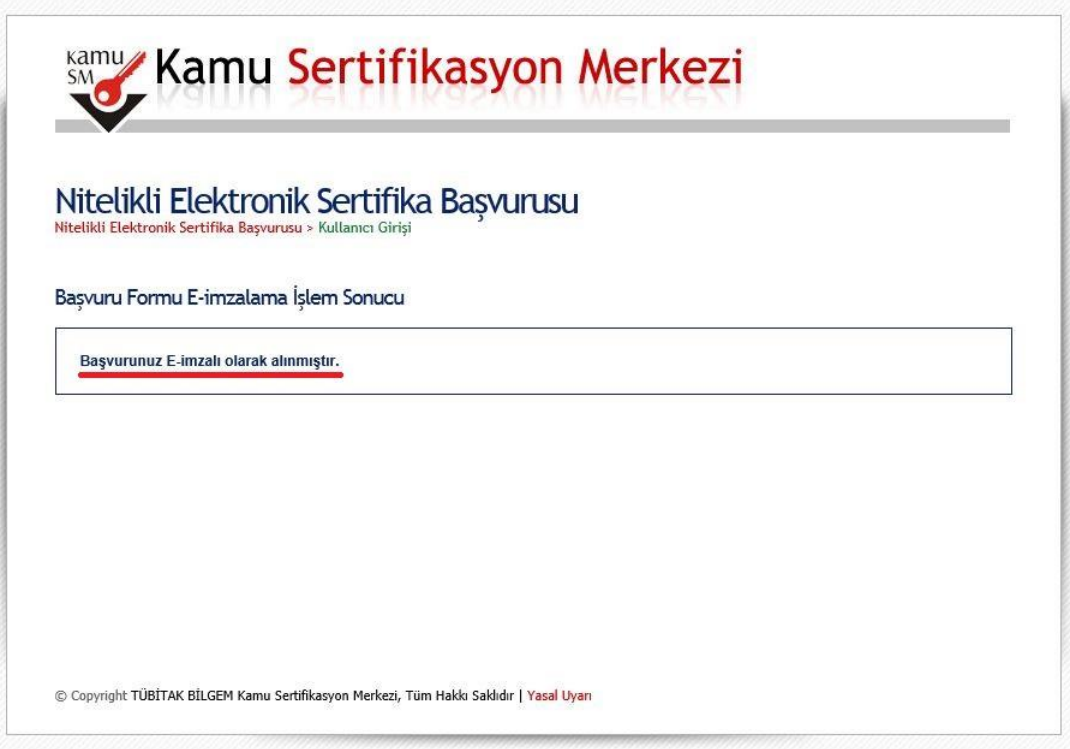 Kamu
SM
Kamu Sertifikasyon Merkezi
Nitelikli Elektronik Sertifika Başvurusu
Nitelikli Elektronik Sertifika Başvurusu > Kullanıcı Girişi
Başvuru Formu E-imzalama İşlem Sonucu
Başvurunuz E-imzalı olarak alınmıştır.
© Copyright TÜBİTAK BİLGEM Kamu Sertifikasyon Merkezi, Tüm Hakkı Saklıdır | Yasal Uyarı